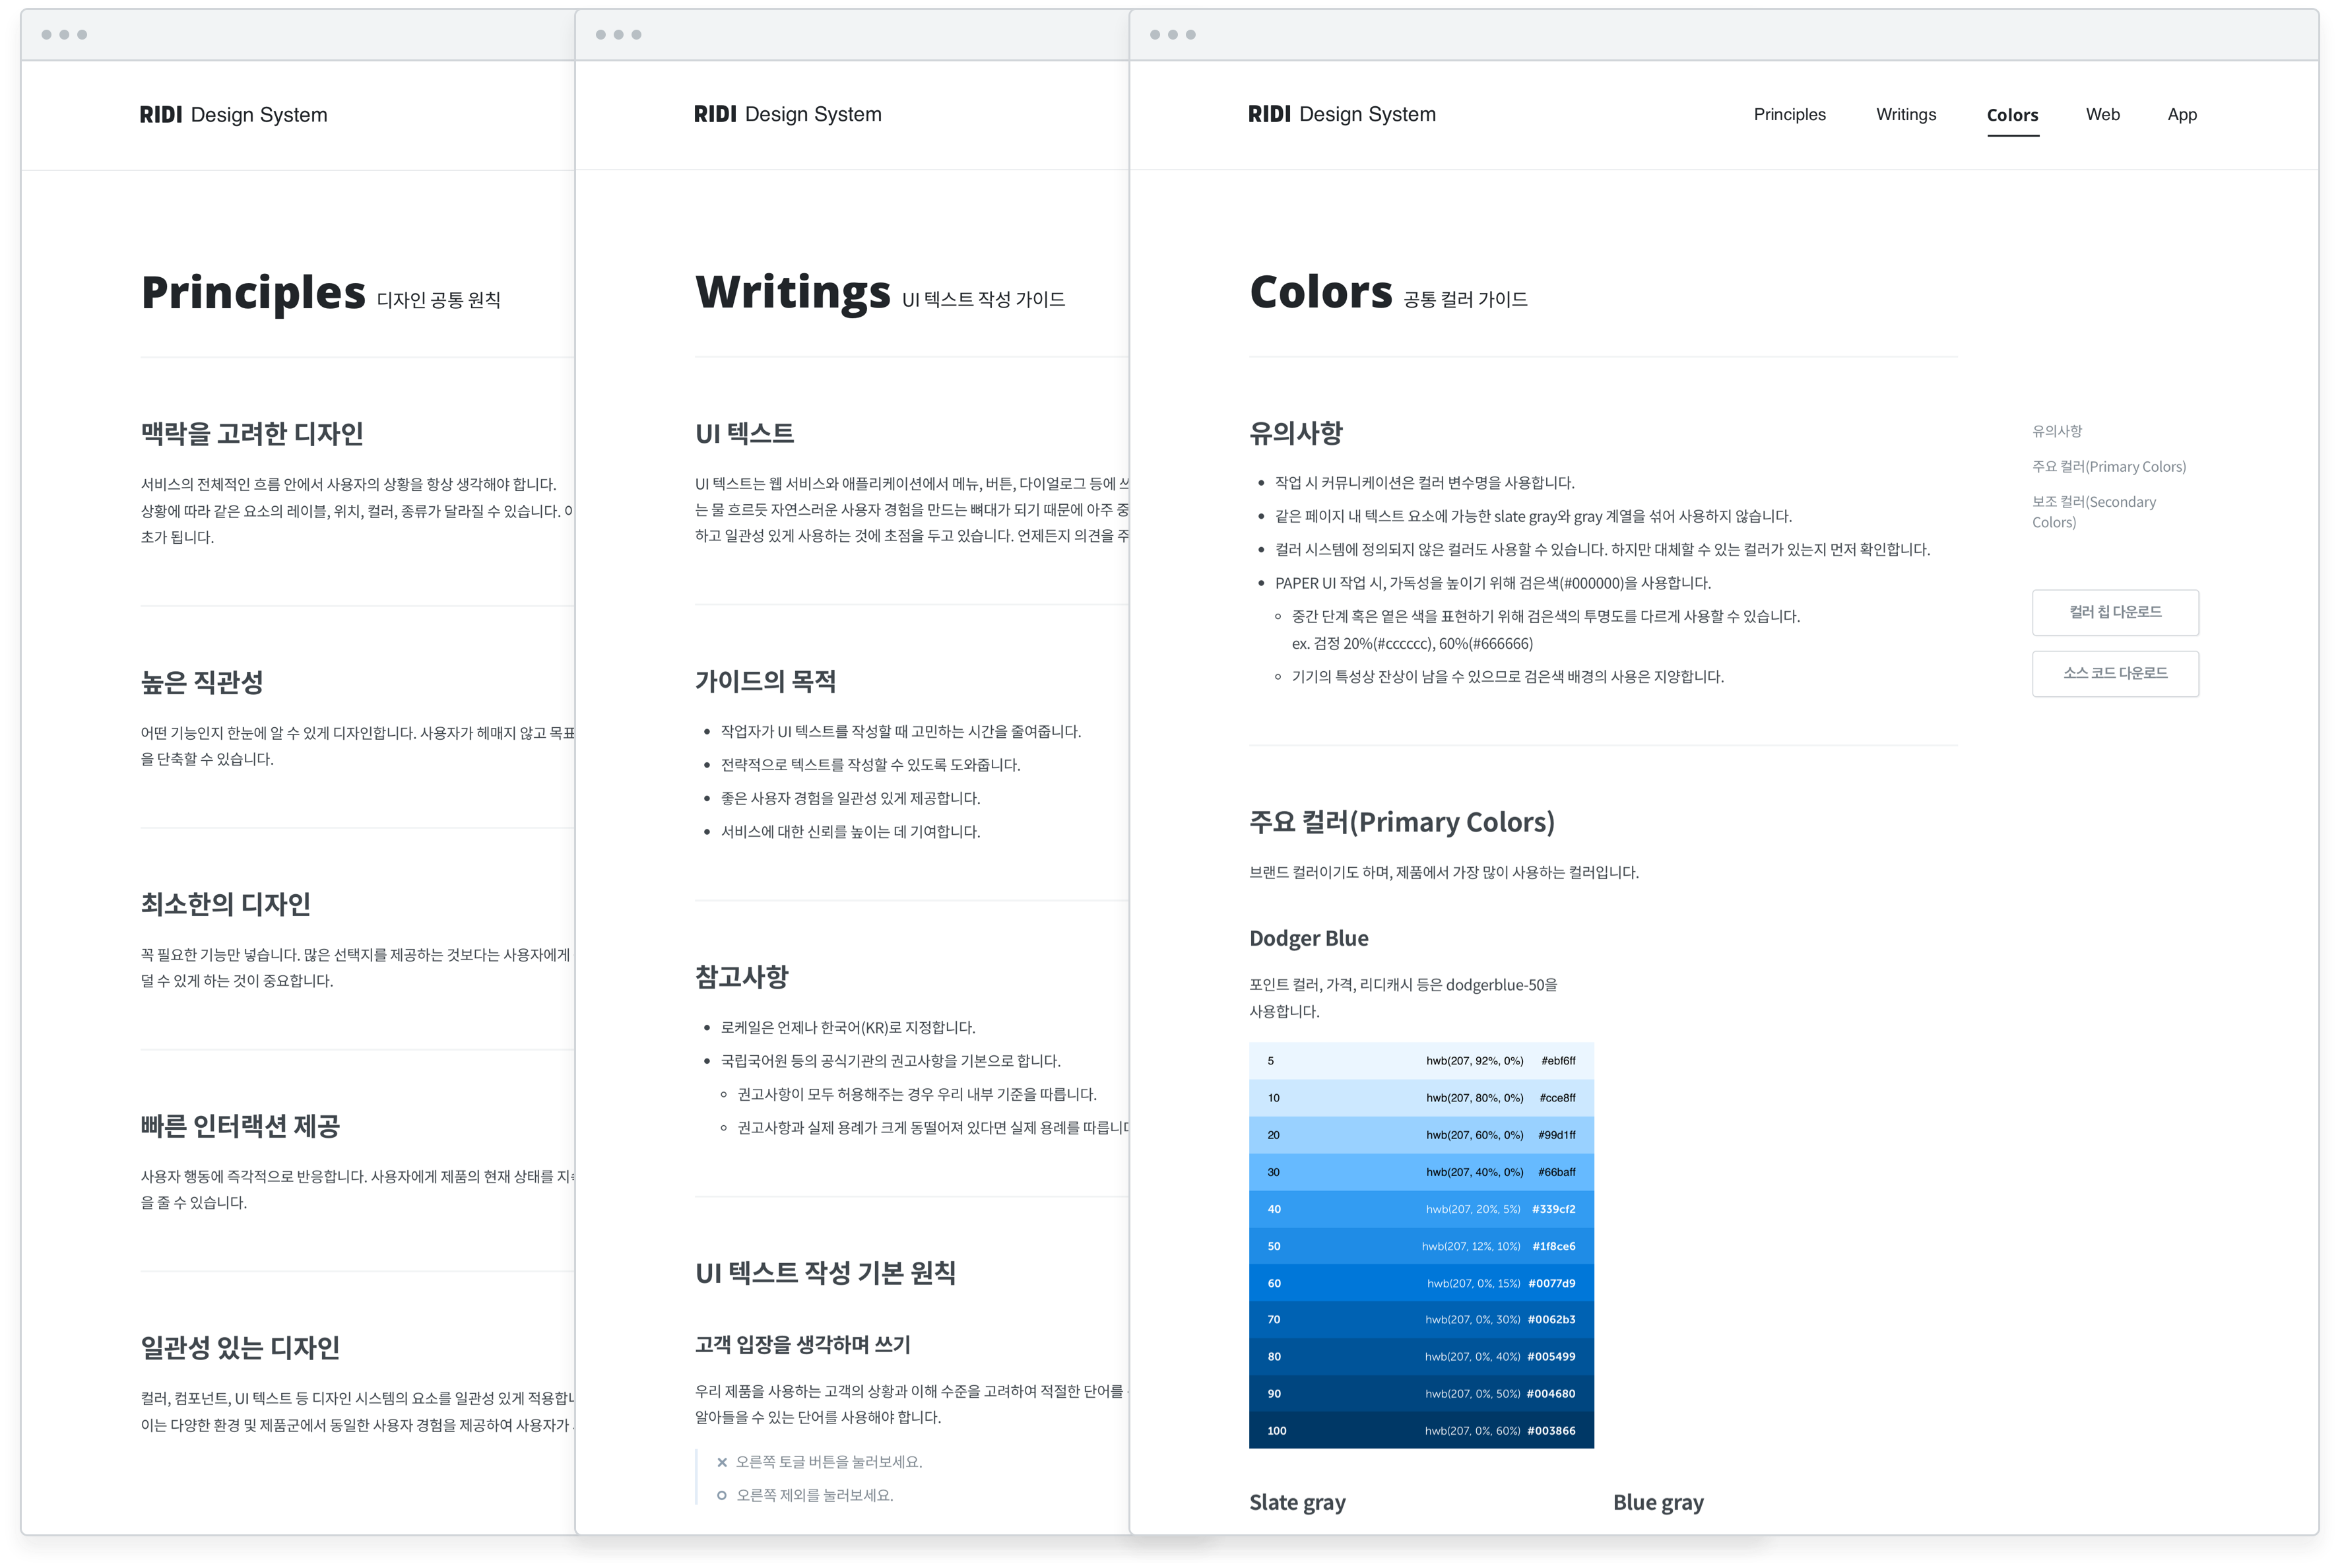 RIDI Design System
Principles 디자인 공통 원칙
맥락을 고려한 디자인
서비스의 전체적인 흐름 안에서 사용자의 상황을 항상 생각해야 합니다.
상황에 따라 같은 요소의 레이블, 위치, 컬러, 종류가 달라질 수 있습니다.
초가 됩니다.
높은 직관성
어떤 기능인지 한눈에 알 수 있게 디자인합니다. 사용자가 헤매지 않고 목표
을 단축할 수 있습니다.
최소한의 디자인
꼭 필요한 기능만 넣습니다. 많은 선택지를 제공하는 것보다는 사용자에게
덜 수 있게 하는 것이 중요합니다.
빠른 인터랙션 제공
사용자 행동에 즉각적으로 반응합니다. 사용자에게 제품의 현재 상태를
을 줄 수 있습니다.
일관성 있는 디자인
컬러, 컴포넌트, UI 텍스트 등 디자인 시스템의 요소를 일관성 있게
이는 다양한 환경 및 제품군에서 동일한 사용자 경험을 제공하여 사용자가
RIDI Design System
Writings UI 텍스트 작성 가이드
UI 텍스트
UI 텍스트는 웹 서비스와 애플리케이션에서 메뉴, 버튼, 다이얼로그 등에
는 물 흐르듯 자연스러운 사용자 경험을 만드는 뼈대가 되기 때문에 아주 중
하고 일관성 있게 사용하는 것에 초점을 두고 있습니다. 언제든지 의견을 주
가이드의 목적
• 작업자가 UI 텍스트를 작성할 때 고민하는 시간을 줄여줍니다.
• 전략적으로 텍스트를 작성할 수 있도록 도와줍니다.
• 좋은 사용자 경험을 일관성 있게 제공합니다.
• 서비스에 대한 신뢰를 높이는 데 기여합니다.
참고사항
• 로케일은 언제나 한국어(KR)로 지정합니다.
• 국립국어원 등의 공식기관의 권고사항을 기본으로 합니다.
◦ 권고사항이 모두 허용해주는 경우 우리 내부 기준을 따릅니다.
◦ 권고사항과 실제 용례가 크게 동떨어져 있다면 실제 용례를
UI 텍스트 작성 기본 원칙
고객 입장을 생각하며 쓰기
우리 제품을 사용하는 고객의 상황과 이해 수준을 고려하여 적절한 단어를
알아들을 수 있는 단어를 사용해야 합니다.
× 오른쪽 토글 버튼을 눌러보세요.
○ 오른쪽 제외를 눌러보세요.
RIDI Design System
Principles Writings Colors Web App
Colors 공통 컬러 가이드
유의사항
• 작업 시 커뮤니케이션은 컬러 변수명을 사용합니다.
• 같은 페이지 내 텍스트 요소에 가능한 slate gray와 gray 계열을 섞어 사용하지 않습니다.
• 컬러 시스템에 정의되지 않은 컬러도 사용할 수 있습니다. 하지만 대체할 수 있는 컬러가 있는지 먼저 확인합니다.
• PAPER UI 작업 시, 가독성을 높이기 위해 검은색(#000000)을 사용합니다.
◦ 중간 단계 혹은 옅은 색을 표현하기 위해 검은색의 투명도를 다르게 사용할 수 있습니다.
ex. 검정 20%(#cccccc), 60%(#666666)
◦ 기기의 특성상 잔상이 남을 수 있으므로 검은색 배경의 사용은 지양합니다.
주요 컬러(Primary Colors)
브랜드 컬러이기도 하며, 제품에서 가장 많이 사용하는 컬러입니다.
Dodger Blue
포인트 컬러, 가격, 리디캐시 등은 dodgerblue-50을
사용합니다.
5 hwb(207, 92%, 0%) #ebf6ff
10 hwb(207, 80%, 0%) #cce8ff
20 hwb(207, 60%, 0%) #99d1ff
30 hwb(207, 40%, 0%) #66baff
40 hwb(207, 20%, 5%) #339cf2
50 hwb(207, 12%, 10%) #1f8ce6
60 hwb(207, 0%, 15%) #0077d9
70 hwb(207, 0%, 30%) #0062b3
80 hwb(207, 0%, 40%) #005499
90 hwb(207, 0%, 50%) #004680
100 hwb(207, 0%, 60%) #003866
Slate gray Blue gray
유의사항
주요 컬러(Primary Colors)
보조 컬러(Secondary
Colors)
컬러 칩 다운로드
소스 코드 다운로드